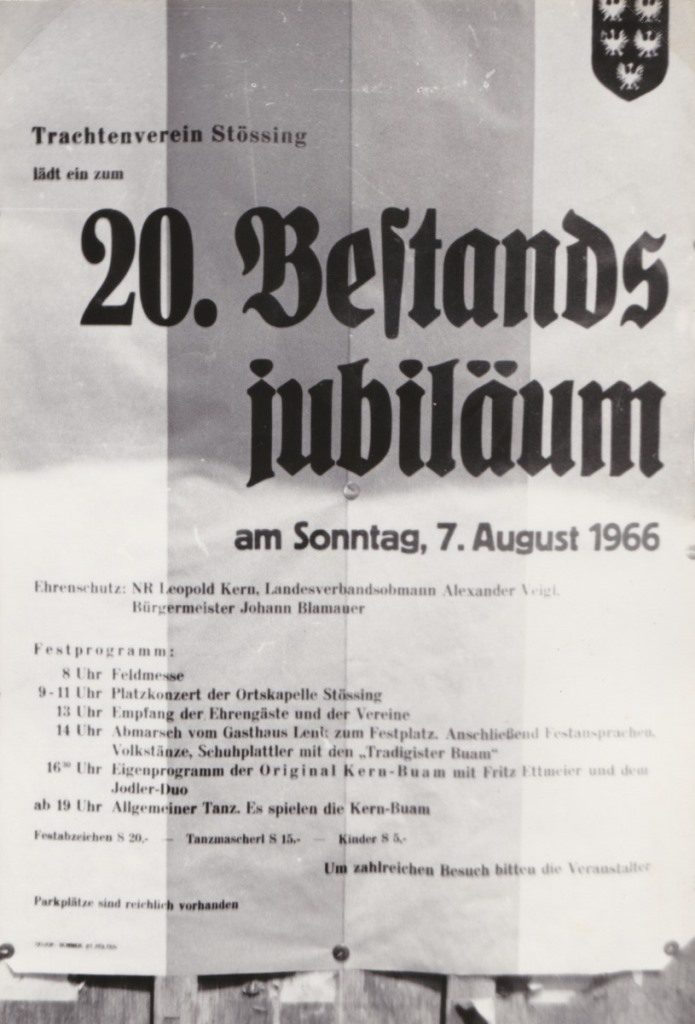 Trachtenverein Stössing
lädt ein zum
20. Bestands
jubiläum
am Sonntag, 7. August 1966
Ehrenschutz: NR Leopold Kern, Landesverbandsobmann Alexander Veigl,
Bürgermeister Johann Blamauer
Festprogramm:
8 Uhr Feldmesse
9-11 Uhr Platzkonzert der Ortskapelle Stössing
13 Uhr Empfang der Ehrengäste und der Vereine
14 Uhr Abmarsch vom Gasthaus zum Festplatz. Anschließend Festansprachen,
Volkstänze, Schuhplattler mit den „Tradigister Buam“
16³⁰ Uhr Eigenprogramm der Original Kern-Buam mit Fritz Ettmeier und dem
Jodler-Duo
ab 19 Uhr Allgemeiner Tanz. Es spielen die Kern-Buam
Festabzeichen S 20,- — Tanzmascherl S 15,- — Kinder S 5,-
Um zahlreichen Besuch bitten die Veranstalter
Parkplätze sind reichlich vorhanden